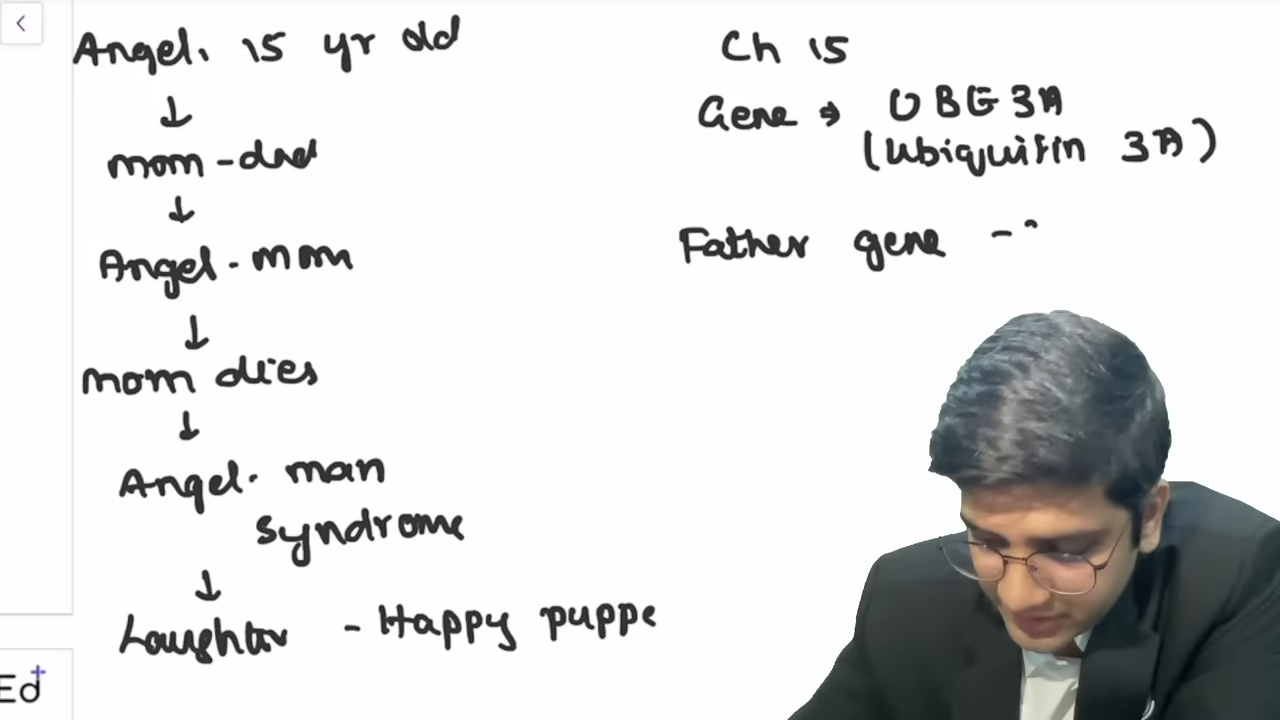 Angel. 15 yr old
↓
mom - dad
↓
Angel - mom
↓
mom dies
↓
Angel. man
syndrome
↓
Laughter - Happy puppe
Ch 15
Gene → UBE3A
(Ubiquitin 3A)
Father gene -
Ed+